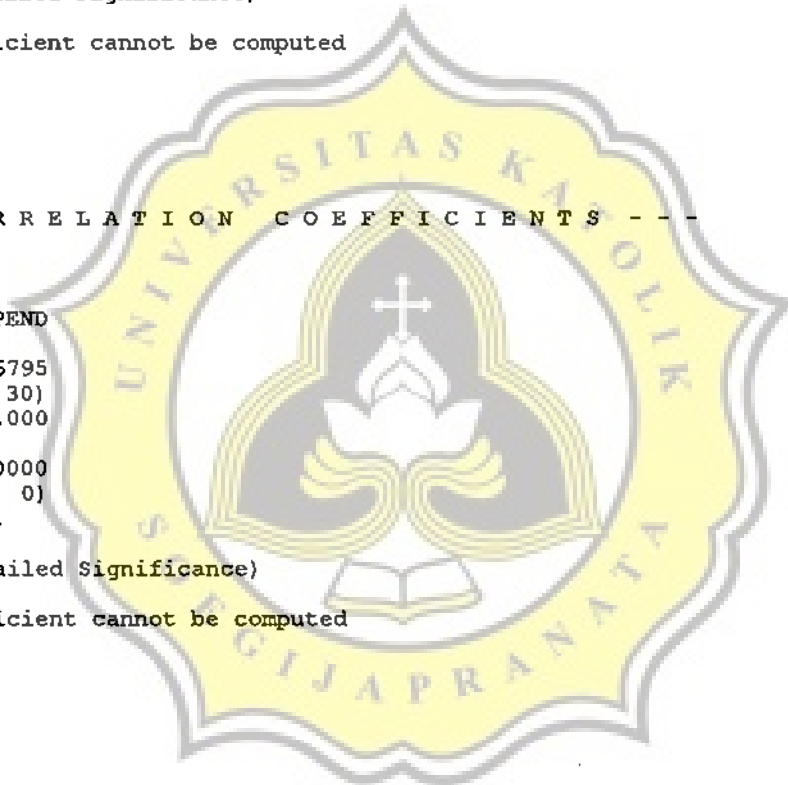 icient cannot be computed
R R E L A T I O N   C O E F F I C I E N T S - - -
PEND
5795
30)
.000
0000
0)
.
ailed Significance)
icient cannot be computed
UNIVERSITAS KATOLIK
SOEGIJAPRANATA